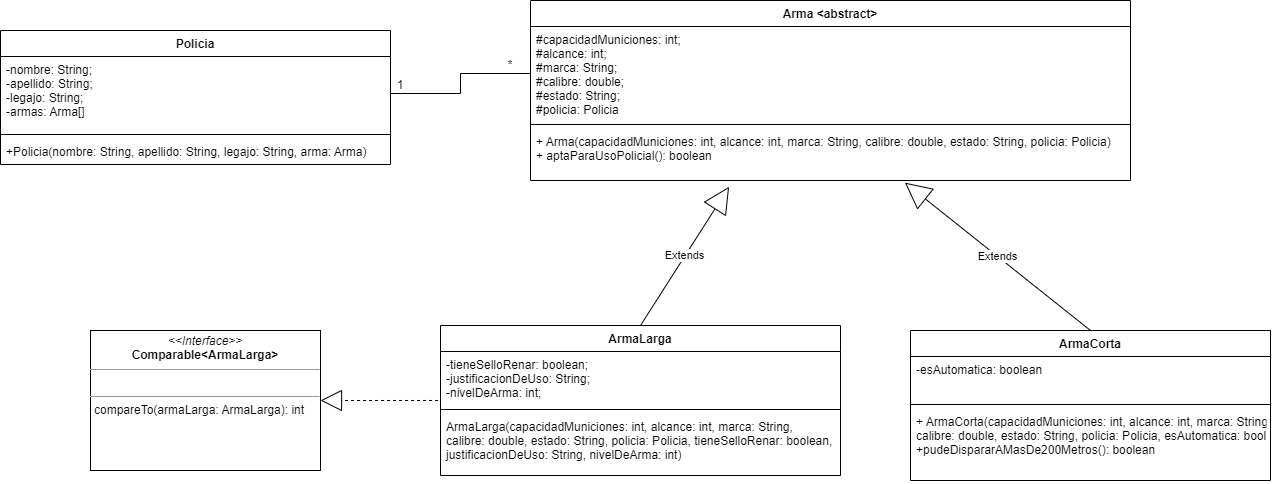 Policia
-nombre: String;
-apellido: String;
-legajo: String;
-armas: Arma[]
+Policia(nombre: String, apellido: String, legajo: String, arma: Arma)
1
*
Arma <abstract>
#capacidadMuniciones: int;
#alcance: int;
#marca: String;
#calibre: double;
#estado: String;
#policia: Policia
+ Arma(capacidadMuniciones: int, alcance: int, marca: String, calibre: double, estado: String, policia: Policia)
+ aptaParaUsoPolicial(): boolean
Extends
Extends
<<Interface>>
Comparable<ArmaLarga>
compareTo(armaLarga: ArmaLarga): int
ArmaLarga
-tieneSelloRenar: boolean;
-justificacionDeUso: String;
-nivelDeArma: int;
ArmaLarga(capacidadMuniciones: int, alcance: int, marca: String,
calibre: double, estado: String, policia: Policia, tieneSelloRenar: boolean,
justificacionDeUso: String, nivelDeArma: int)
ArmaCorta
-esAutomatica: boolean
+ ArmaCorta(capacidadMuniciones: int, alcance: int, marca: String
calibre: double, estado: String, policia: Policia, esAutomatica: bool
+pudeDispararAMasDe200Metros(): boolean